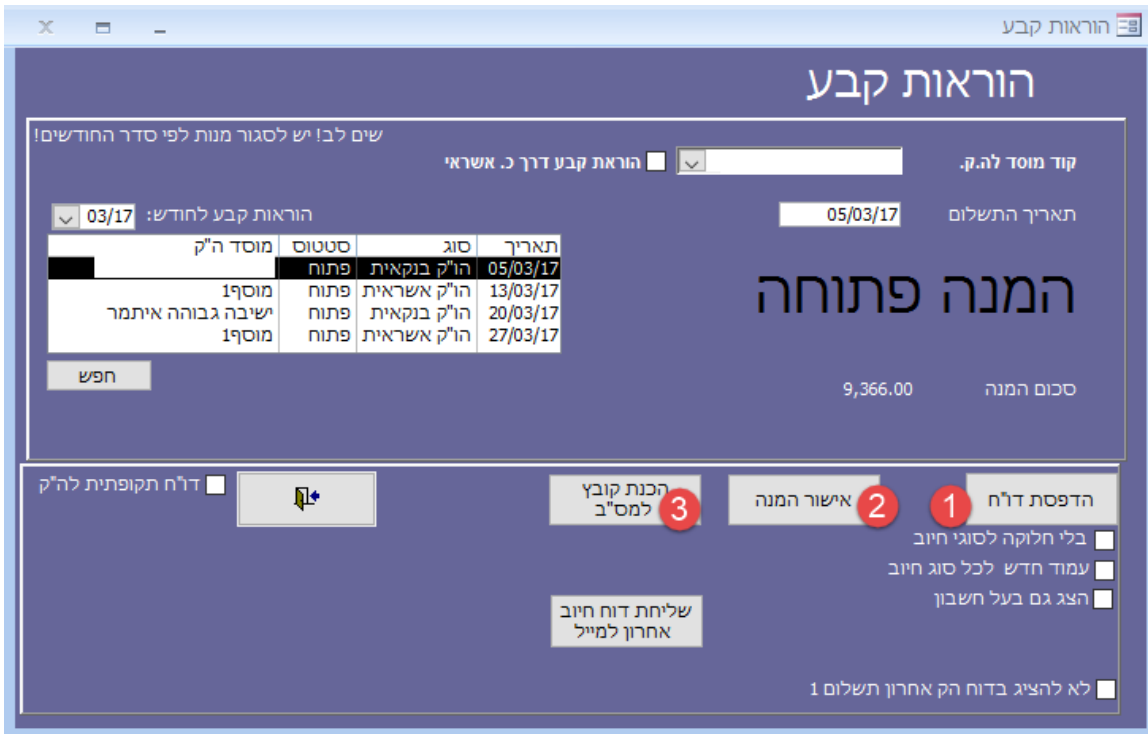 הוראות קבע
הוראות קבע
שים לב! יש לסגור מנות לפי סדר החודשים!
קוד מוסד לה.ק.
הוראת קבע דרך כ. אשראי
תאריך התשלום 05/03/17
הוראות קבע לחודש: 03/17
תאריך סוג סטטוס מוסד ה"ק
05/03/17 הו"ק בנקאית פתוח
13/03/17 הו"ק אשראית פתוח מוסף1
20/03/17 הו"ק בנקאית פתוח ישיבה גבוהה איתמר
27/03/17 הו"ק אשראית פתוח מוסף1
המנה פתוחה
חפש
סכום המנה 9,366.00
הדפסת דו"ח 1
אישור המנה 2
הכנת קובץ
למס"ב 3
דו"ח תקופתית לה"ק
בלי חלוקה לסוגי חיוב
עמוד חדש לכל סוג חיוב
הצג גם בעל חשבון
שליחת דוח חיוב
אחרון למייל
לא להציג בדוח הק אחרון תשלום 1